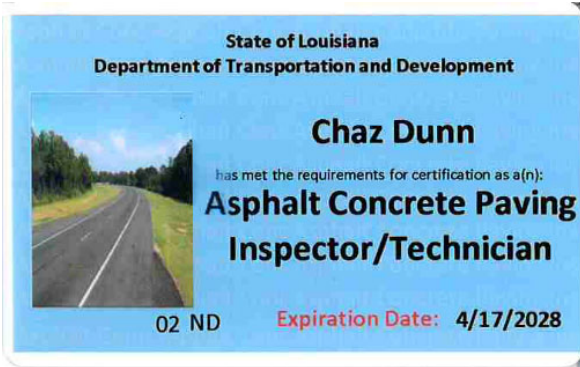 State of Louisiana
Department of Transportation and Development
Chaz Dunn
has met the requirements for certification as a(n):
Asphalt Concrete Paving
Inspector/Technician
02 ND
Expiration Date: 4/17/2028